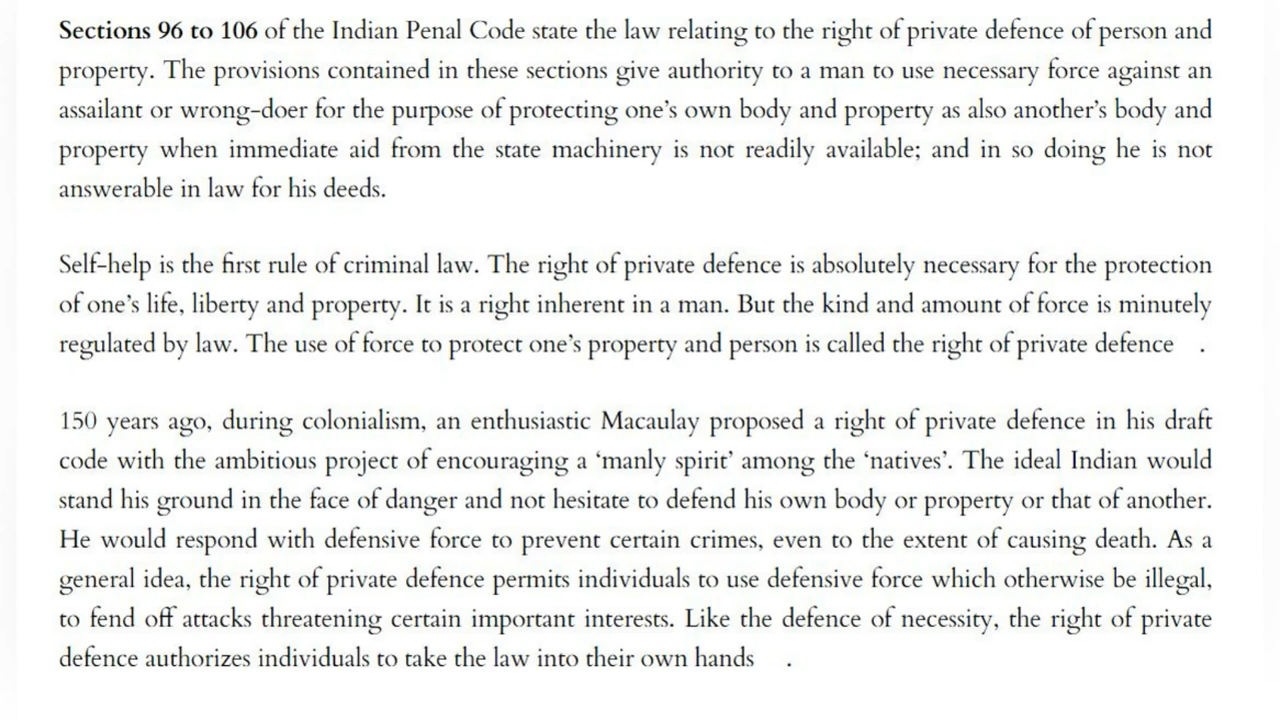 Sections 96 to 106 of the Indian Penal Code state the law relating to the right of private defence of person and
property. The provisions contained in these sections give authority to a man to use necessary force against an
assailant or wrong-doer for the purpose of protecting one's own body and property as also another's body and
property when immediate aid from the state machinery is not readily available; and in so doing he is not
answerable in law for his deeds.
Self-help is the first rule of criminal law. The right of private defence is absolutely necessary for the protection
of one's life, liberty and property. It is a right inherent in a man. But the kind and amount of force is minutely
regulated by law. The use of force to protect one's property and person is called the right of private defence .
150 years ago, during colonialism, an enthusiastic Macaulay proposed a right of private defence in his draft
code with the ambitious project of encouraging a ‘manly spirit’ among the ‘natives’. The ideal Indian would
stand his ground in the face of danger and not hesitate to defend his own body or property or that of another.
He would respond with defensive force to prevent certain crimes, even to the extent of causing death. As a
general idea, the right of private defence permits individuals to use defensive force which otherwise be illegal,
to fend off attacks threatening certain important interests. Like the defence of necessity, the right of private
defence authorizes individuals to take the law into their own hands .